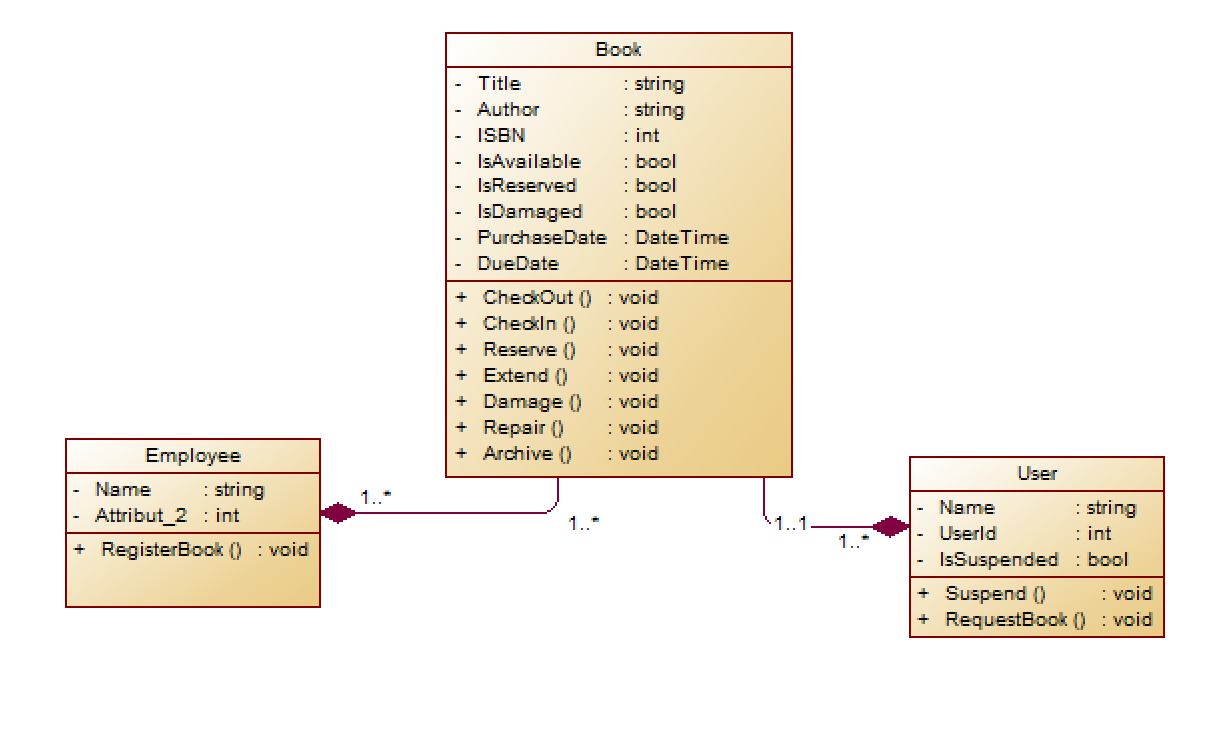 Book
- Title : string
- Author : string
- ISBN : int
- IsAvailable : bool
- IsReserved : bool
- IsDamaged : bool
- PurchaseDate : DateTime
- DueDate : DateTime
+ CheckOut () : void
+ CheckIn () : void
+ Reserve () : void
+ Extend () : void
+ Damage () : void
+ Repair () : void
+ Archive () : void
Employee
- Name : string
- Attribut_2 : int
+ RegisterBook () : void
1..*
1..*
1..1
1..*
User
- Name : string
- UserId : int
- IsSuspended : bool
+ Suspend () : void
+ RequestBook () : void